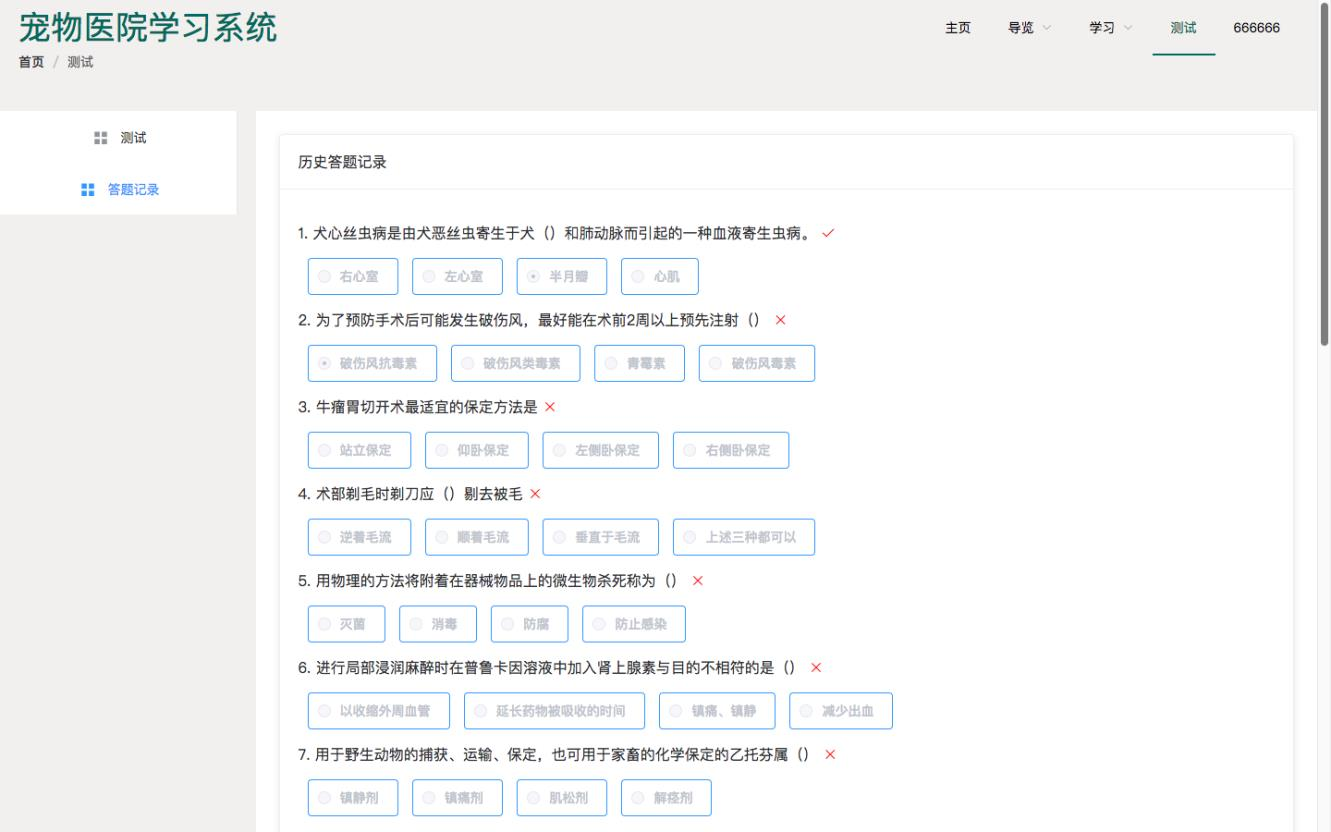 宠物医院学习系统
主页 导览 学习 测试 666666
首页 / 测试
测试
答题记录
历史答题记录
1. 犬心丝虫病是由犬恶丝虫寄生于犬（）和肺动脉而引起的一种血液寄生虫病。
右心室 左心室 半月瓣 心肌
2. 为了预防手术后可能发生破伤风，最好能在术前2周以上预先注射（）
破伤风抗毒素 破伤风类毒素 青霉素 破伤风毒素
3. 牛瘤胃切开术最适宜的保定方法是
站立保定 仰卧保定 左侧卧保定 右侧卧保定
4. 术部剃毛时剃刀应（）剔去被毛
逆着毛流 顺着毛流 垂直于毛流 上述三种都可以
5. 用物理的方法将附着在器械物品上的微生物杀死称为（）
灭菌 消毒 防腐 防止感染
6. 进行局部浸润麻醉时在普鲁卡因溶液中加入肾上腺素与目的不相符的是（）
以收缩外周血管 延长药物被吸收的时间 镇痛、镇静 减少出血
7. 用于野生动物的捕获、运输、保定，也可用于家畜的化学保定的乙托芬属（）
镇静剂 镇痛剂 肌松剂 解痉剂